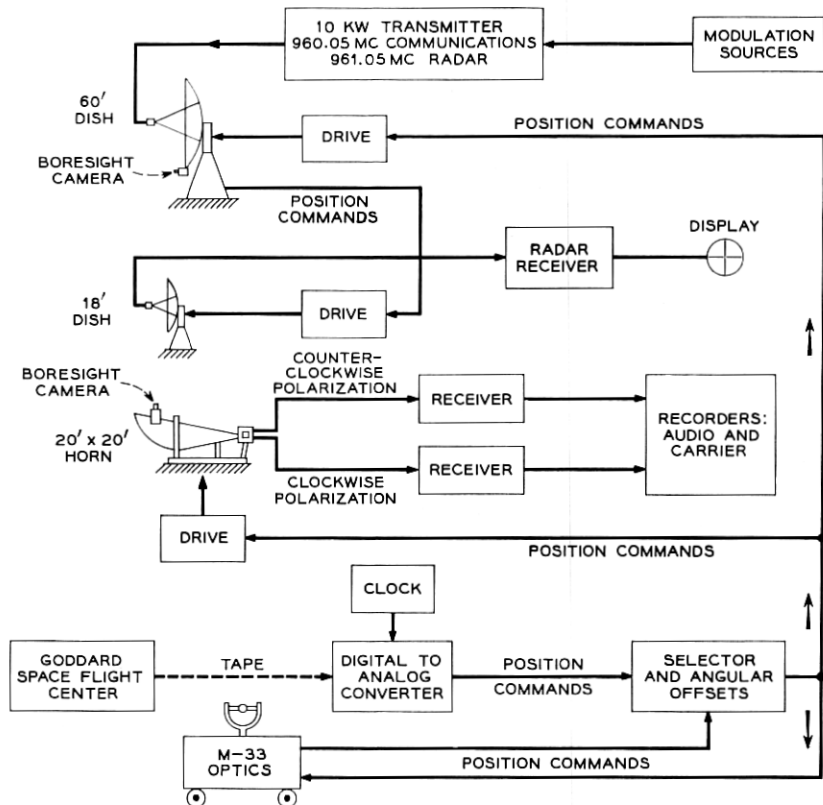 10 KW TRANSMITTER
960.05 MC COMMUNICATIONS
961.05 MC RADAR
MODULATION
SOURCES
60'
DISH
DRIVE
POSITION COMMANDS
BORESIGHT
CAMERA
POSITION
COMMANDS
DISPLAY
RADAR
RECEIVER
18'
DISH
DRIVE
BORESIGHT
CAMERA
COUNTER-
CLOCKWISE
POLARIZATION
RECEIVER
RECORDERS:
AUDIO AND
CARRIER
20' x 20'
HORN
CLOCKWISE
POLARIZATION
RECEIVER
DRIVE
POSITION COMMANDS
CLOCK
GODDARD
SPACE FLIGHT
CENTER
TAPE
DIGITAL TO
ANALOG
CONVERTER
POSITION
COMMANDS
SELECTOR
AND ANGULAR
OFFSETS
M-33
OPTICS
POSITION COMMANDS